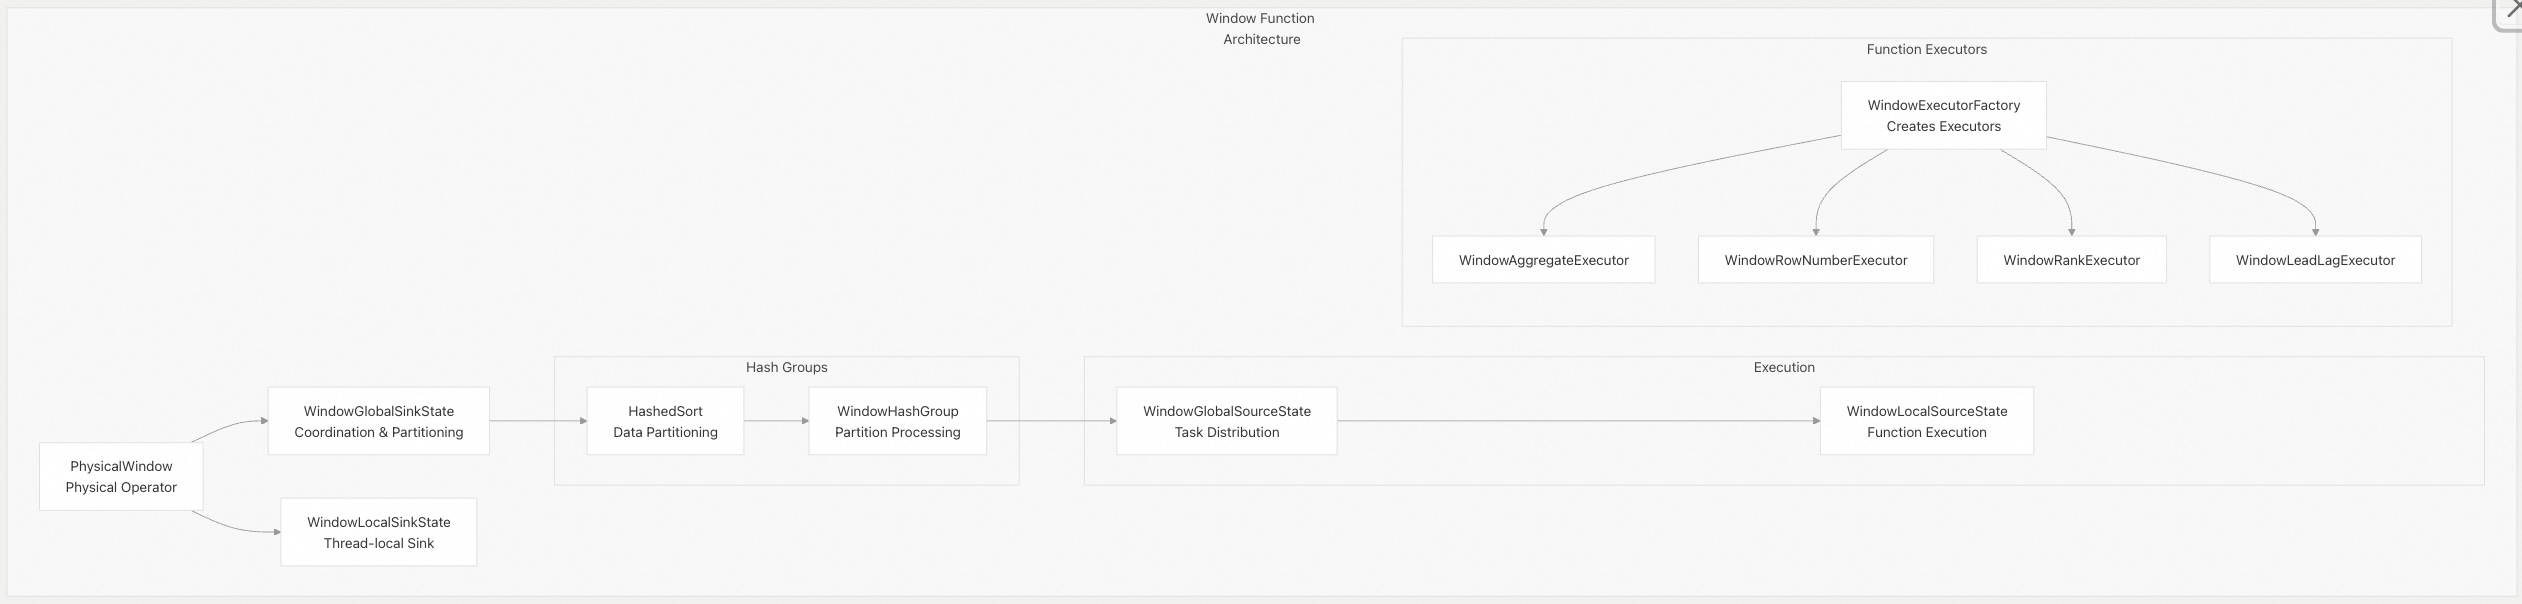 Window Function
Architecture
Function Executors
WindowExecutorFactory
Creates Executors
WindowAggregateExecutor
WindowRowNumberExecutor
WindowRankExecutor
WindowLeadLagExecutor
Hash Groups
Execution
WindowGlobalSinkState
Coordination & Partitioning
HashedSort
Data Partitioning
WindowHashGroup
Partition Processing
WindowGlobalSourceState
Task Distribution
WindowLocalSourceState
Function Execution
PhysicalWindow
Physical Operator
WindowLocalSinkState
Thread-local Sink